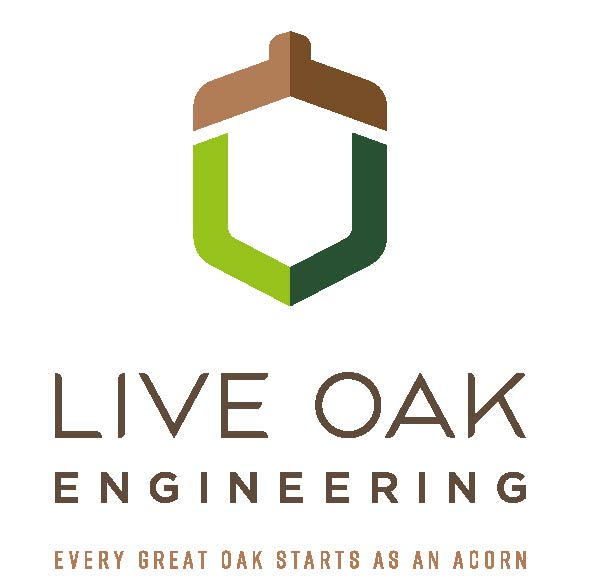 LIVE OAK
ENGINEERING
EVERY GREAT OAK STARTS AS AN ACORN